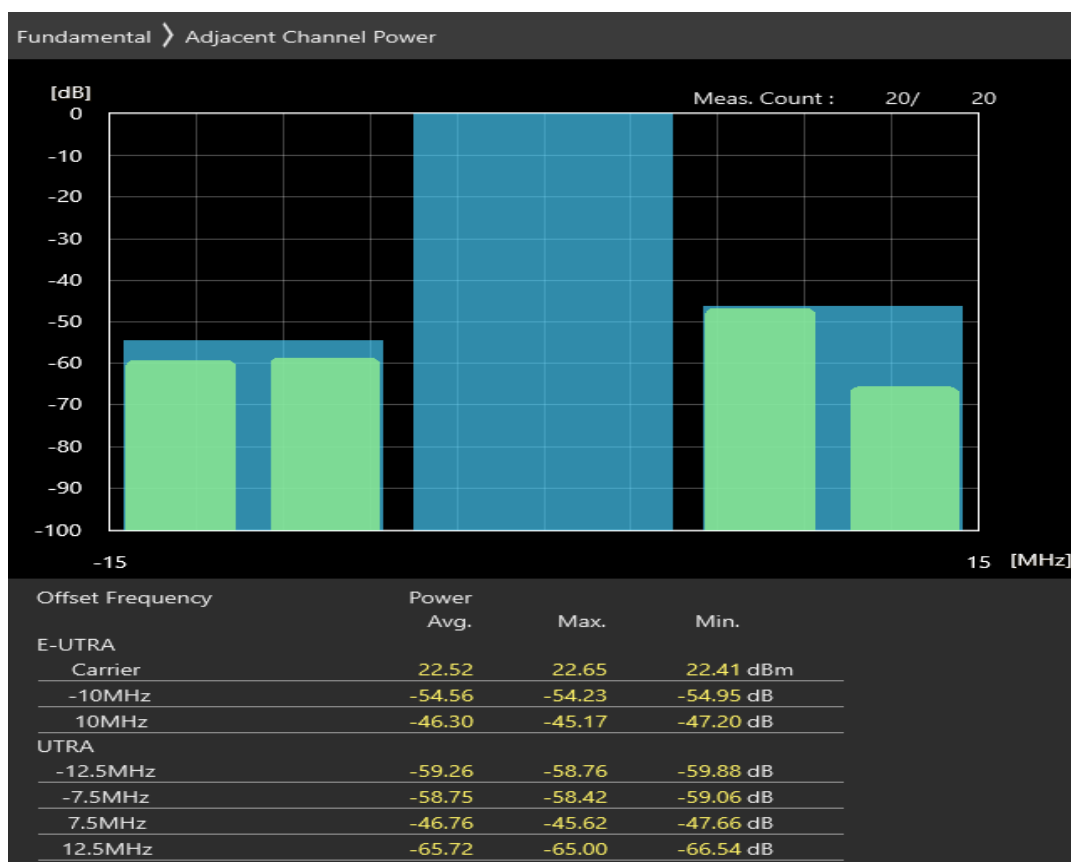 Fundamental ❯ Adjacent Channel Power
[dB]
Meas. Count : 20/ 20
0
-10
-20
-30
-40
-50
-60
-70
-80
-90
-100
-15 15 [MHz]
Offset Frequency Power
Avg. Max. Min.
E-UTRA
Carrier 22.52 22.65 22.41 dBm
-10MHz -54.56 -54.23 -54.95 dB
10MHz -46.30 -45.17 -47.20 dB
UTRA
-12.5MHz -59.26 -58.76 -59.88 dB
-7.5MHz -58.75 -58.42 -59.06 dB
7.5MHz -46.76 -45.62 -47.66 dB
12.5MHz -65.72 -65.00 -66.54 dB